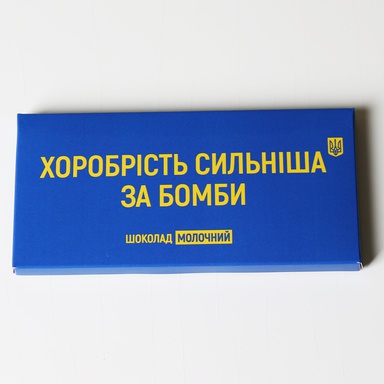 ХОРОБРІСТЬ СИЛЬНІША
ЗА БОМБИ
ШОКОЛАД МОЛОЧНИЙ